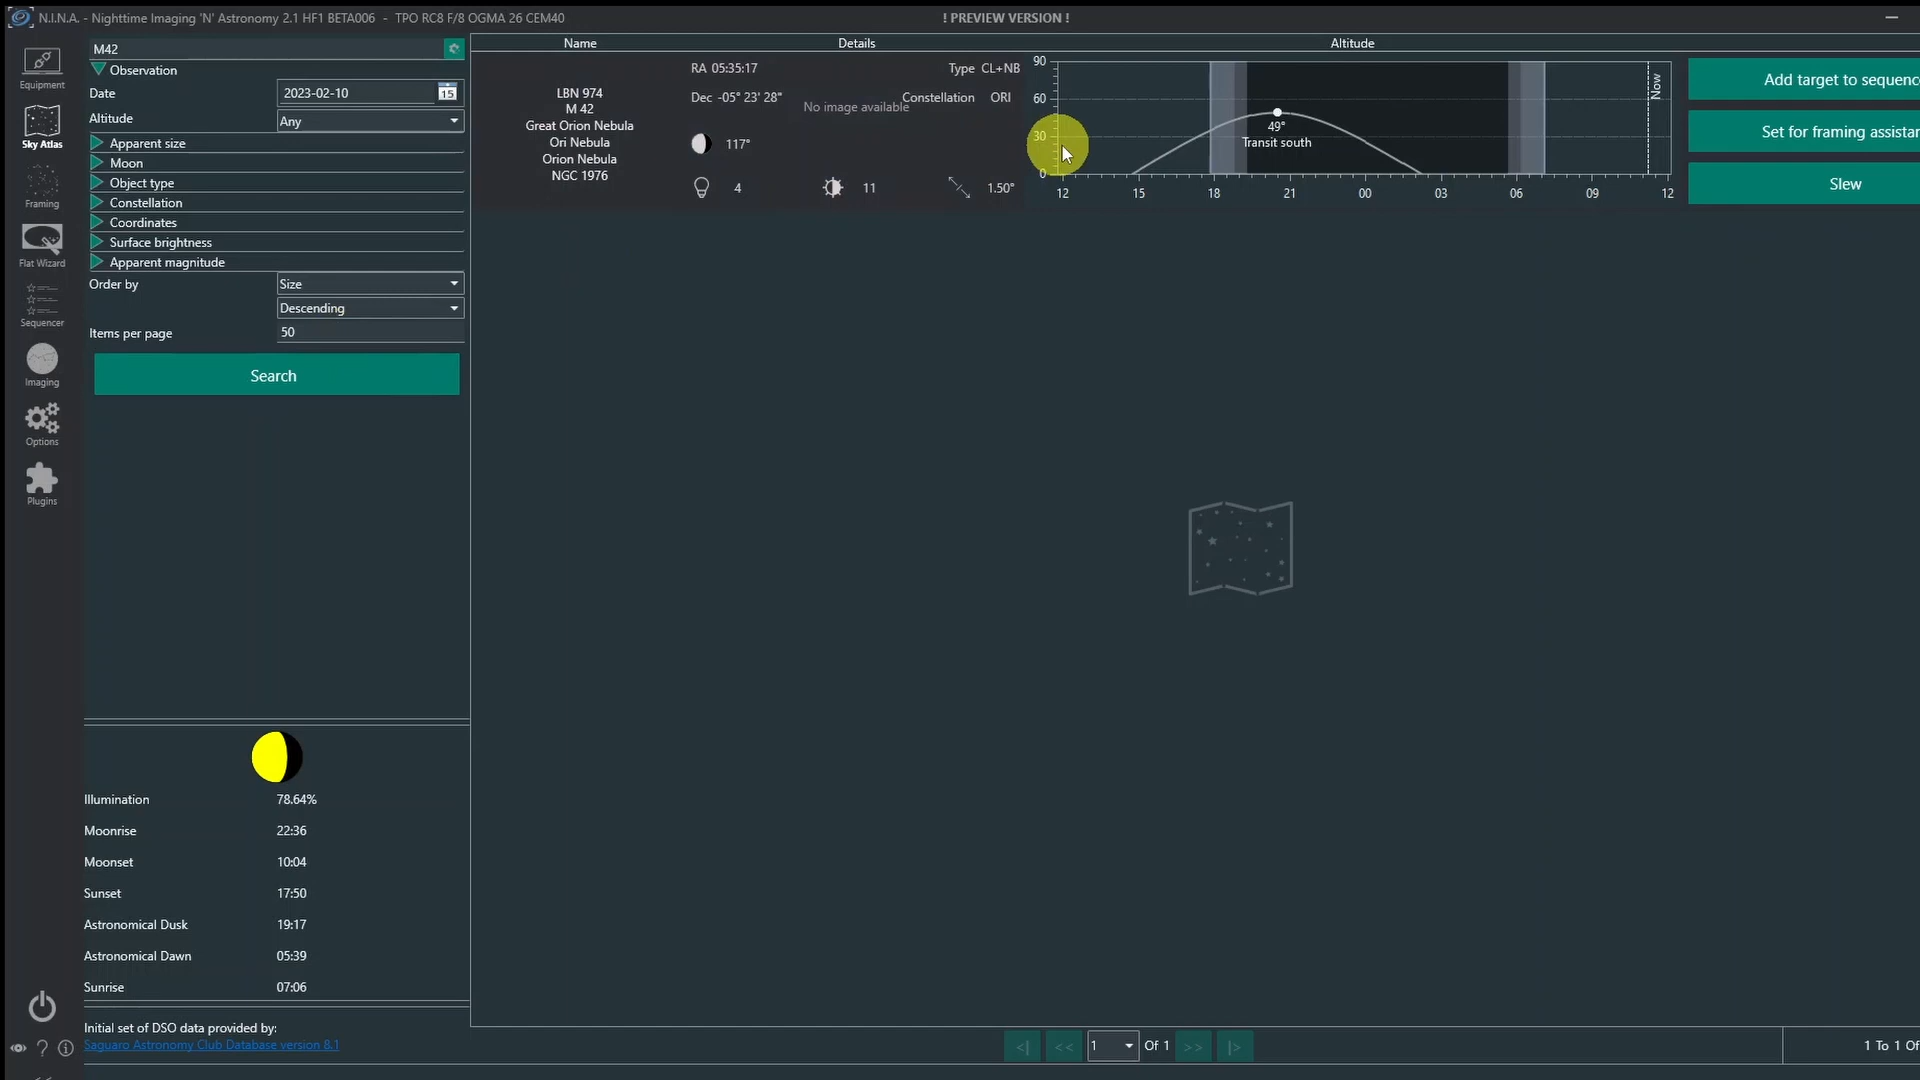 N.I.N.A. - Nighttime Imaging 'N' Astronomy 2.1 HF1 BETA006 - TPO RC8 F/8 OGMA 26 CEM40
! PREVIEW VERSION !
Equipment
Sky Atlas
Framing
Flat Wizard
Sequencer
Imaging
Options
Plugins
M42
Observation
Date 2023-02-10 15
Altitude Any
Apparent size
Moon
Object type
Constellation
Coordinates
Surface brightness
Apparent magnitude
Order by Size
Descending
Items per page 50
Search
Illumination 78.64%
Moonrise 22:36
Moonset 10:04
Sunset 17:50
Astronomical Dusk 19:17
Astronomical Dawn 05:39
Sunrise 07:06
Initial set of DSO data provided by:
Saguaro Astronomy Club Database version 8.1
Name Details Altitude
LBN 974
M 42
Great Orion Nebula
Ori Nebula
Orion Nebula
NGC 1976
RA 05:35:17 Type CL+NB
Dec -05° 23' 28" Constellation ORI
No image available
117°
4 11 1.50°
90
60
30
0
49°
Transit south
Now
12 15 18 21 00 03 06 09 12
Add target to sequence
Set for framing assistan
Slew
<| << 1 Of 1 >> |>
1 To 1 Of